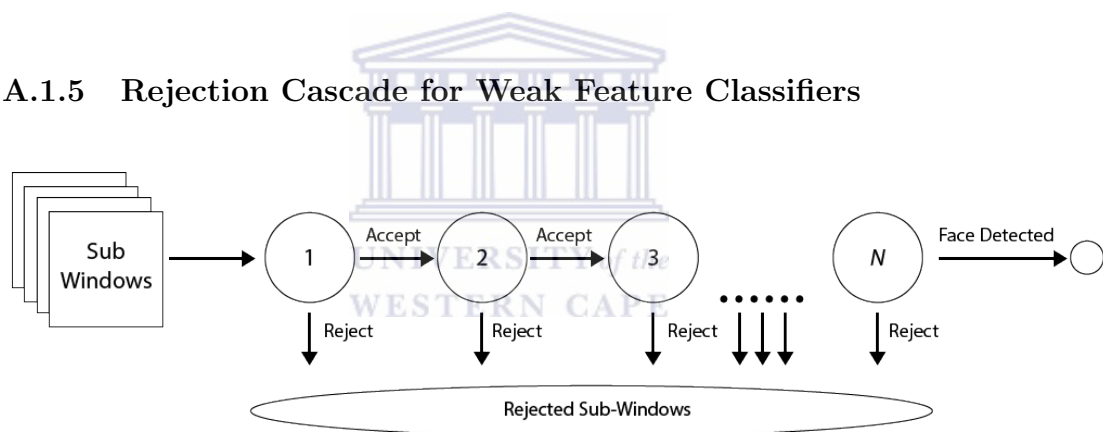 A.1.5 Rejection Cascade for Weak Feature Classifiers
Sub
Windows
1
Accept
2
Accept
3
N
Face Detected
UNIVERSITY of the
WESTERN CAPE
Reject
Reject
Reject
Reject
Rejected Sub-Windows